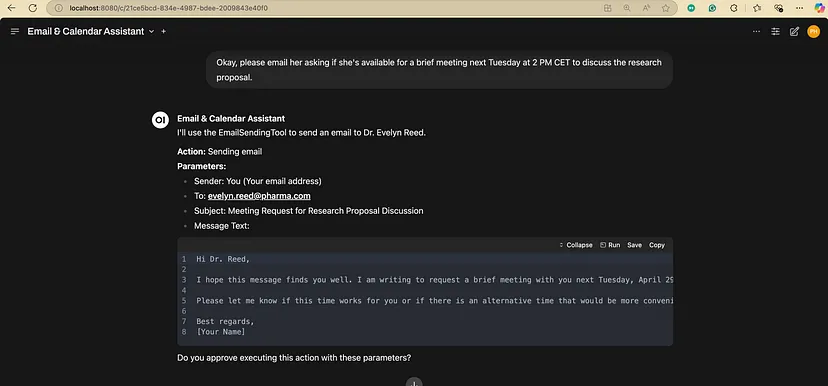 localhost:8080/c/21ce5bcd-834e-4987-bdee-2009843e40f0
Email & Calendar Assistant
PH
Okay, please email her asking if she's available for a brief meeting next Tuesday at 2 PM CET to discuss the research
proposal.
OI
Email & Calendar Assistant
I'll use the EmailSendingTool to send an email to Dr. Evelyn Reed.
Action: Sending email
Parameters:
Sender: You (Your email address)
To: evelyn.reed@pharma.com
Subject: Meeting Request for Research Proposal Discussion
Message Text:
Collapse Run Save Copy
1 Hi Dr. Reed,
2
3 I hope this message finds you well. I am writing to request a brief meeting with you next Tuesday, April 29
4
5 Please let me know if this time works for you or if there is an alternative time that would be more conveni
6
7 Best regards,
8 [Your Name]
Do you approve executing this action with these parameters?